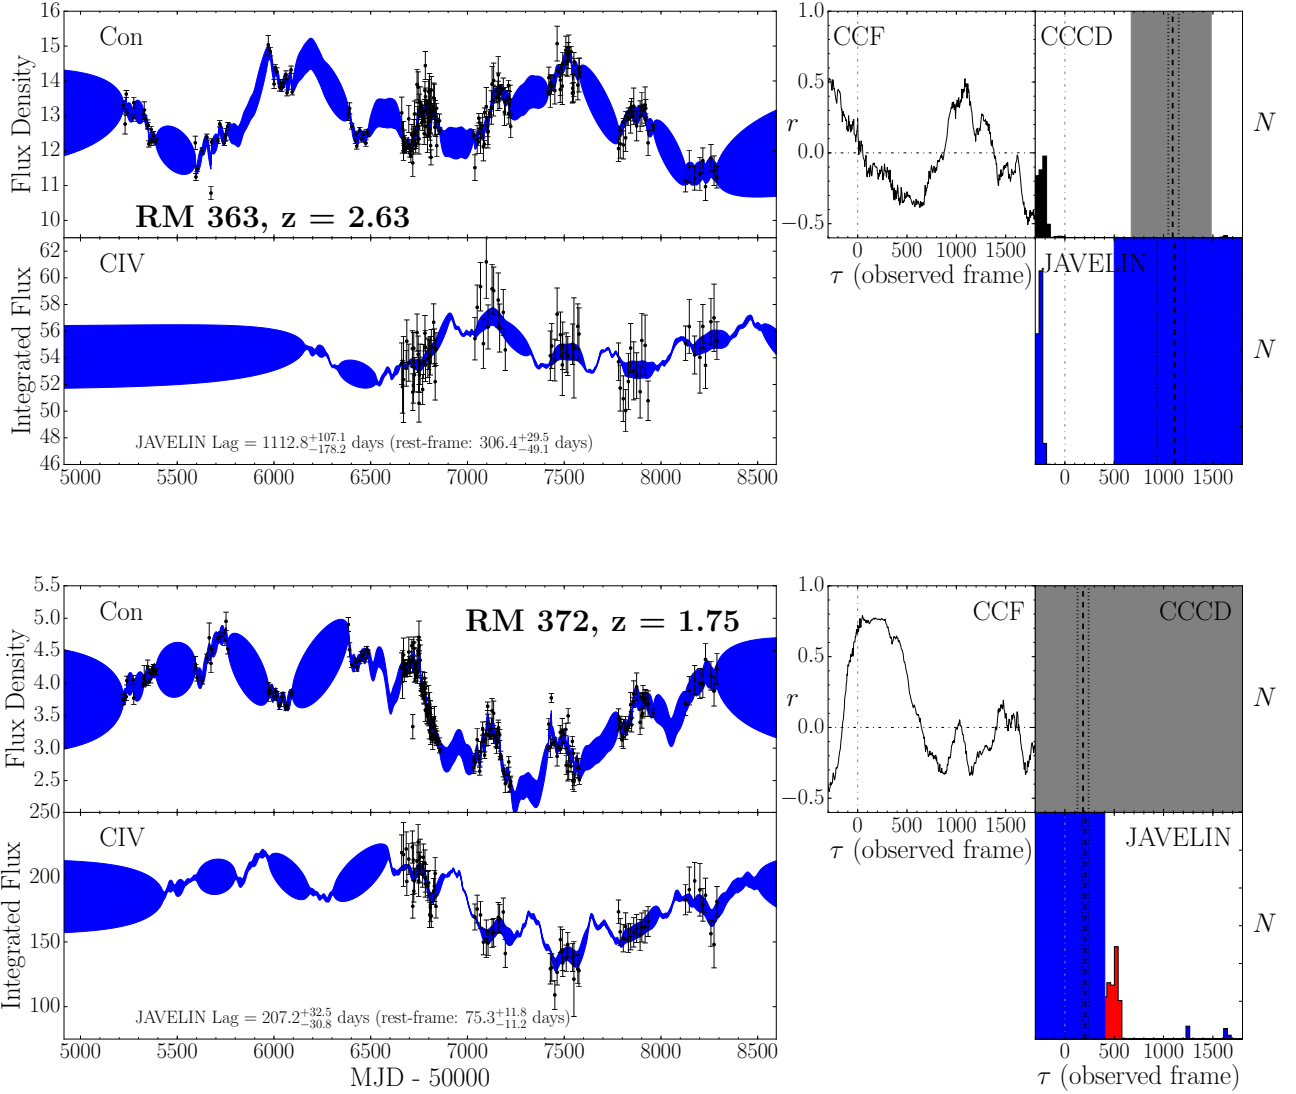 16
15
14
13
12
11
10
Flux Density
Con
RM 363, z = 2.63
62
60
58
56
54
52
50
48
46
Integrated Flux
CIV
JAVELIN Lag = 1112.8^{+107.1}_{−178.2} days (rest-frame: 306.4^{+29.5}_{−49.1} days)
5000 5500 6000 6500 7000 7500 8000 8500
1.0
0.5
0.0
−0.5
r
CCF
0 500 1000 1500
τ (observed frame)
CCCD
N
JAVELIN
N
0 500 1000 1500
5.5
5.0
4.5
4.0
3.5
3.0
2.5
Flux Density
Con
RM 372, z = 1.75
250
200
150
100
Integrated Flux
CIV
JAVELIN Lag = 207.2^{+32.5}_{−30.8} days (rest-frame: 75.3^{+11.8}_{−11.2} days)
5000 5500 6000 6500 7000 7500 8000 8500
MJD - 50000
1.0
0.5
0.0
−0.5
r
CCF
0 500 1000 1500
τ (observed frame)
CCCD
N
JAVELIN
N
0 500 1000 1500
τ (observed frame)